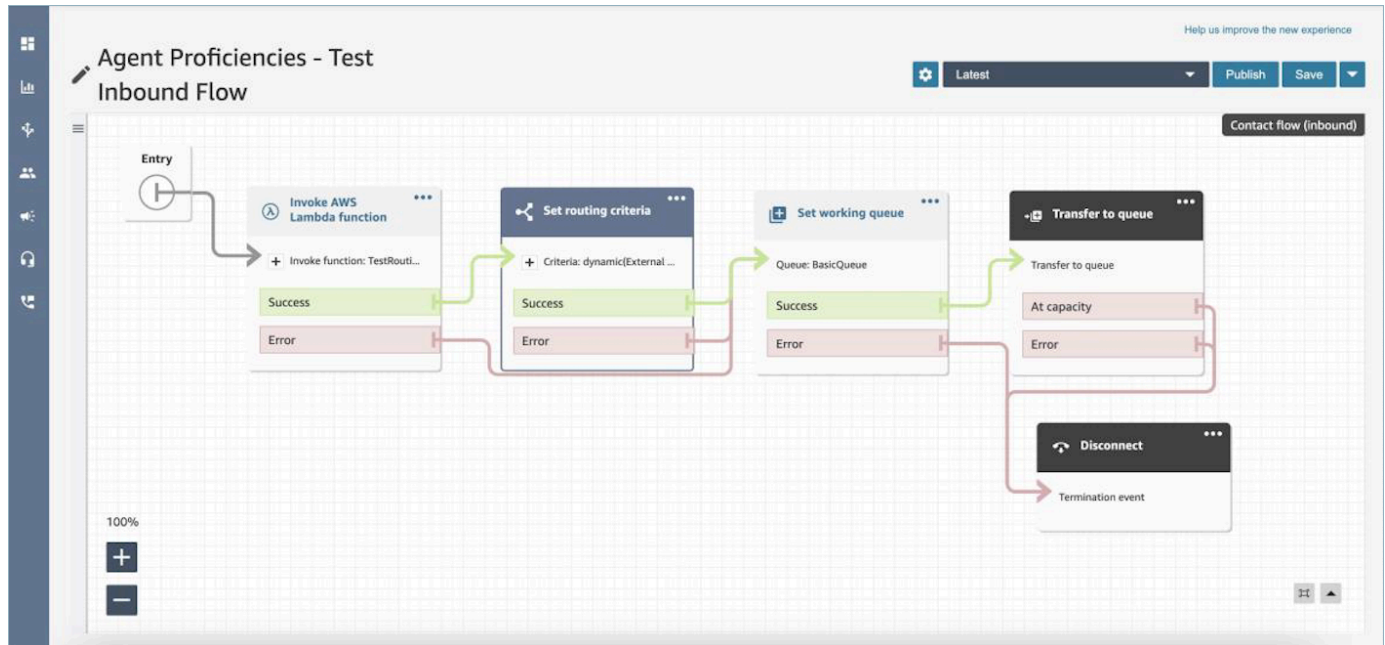 Help us improve the new experience
Agent Proficiencies - Test
Inbound Flow
Latest
Publish
Save
Contact flow (inbound)
Entry
Invoke AWS
Lambda function
Invoke function: TestRouti...
Success
Error
Set routing criteria
Criteria: dynamic(External ...
Success
Error
Set working queue
Queue: BasicQueue
Success
Error
Transfer to queue
Transfer to queue
At capacity
Error
Disconnect
Termination event
100%